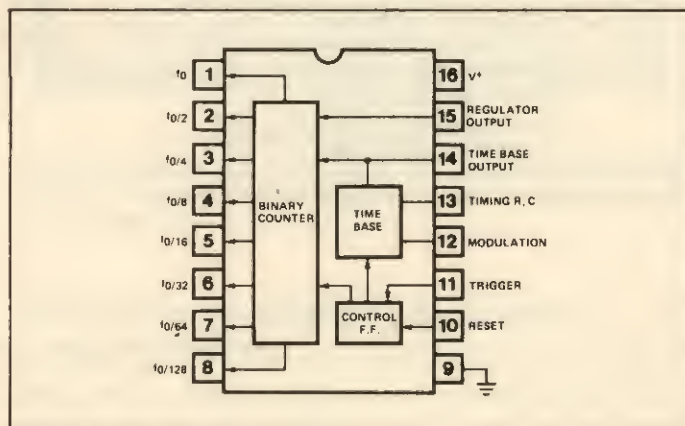 f0 1
f0/2 2
f0/4 3
f0/8 4
f0/16 5
f0/32 6
f0/64 7
f0/128 8
BINARY
COUNTER
TIME
BASE
CONTROL
F.F.
16 V+
15 REGULATOR
OUTPUT
14 TIME BASE
OUTPUT
13 TIMING R, C
12 MODULATION
11 TRIGGER
10 RESET
9